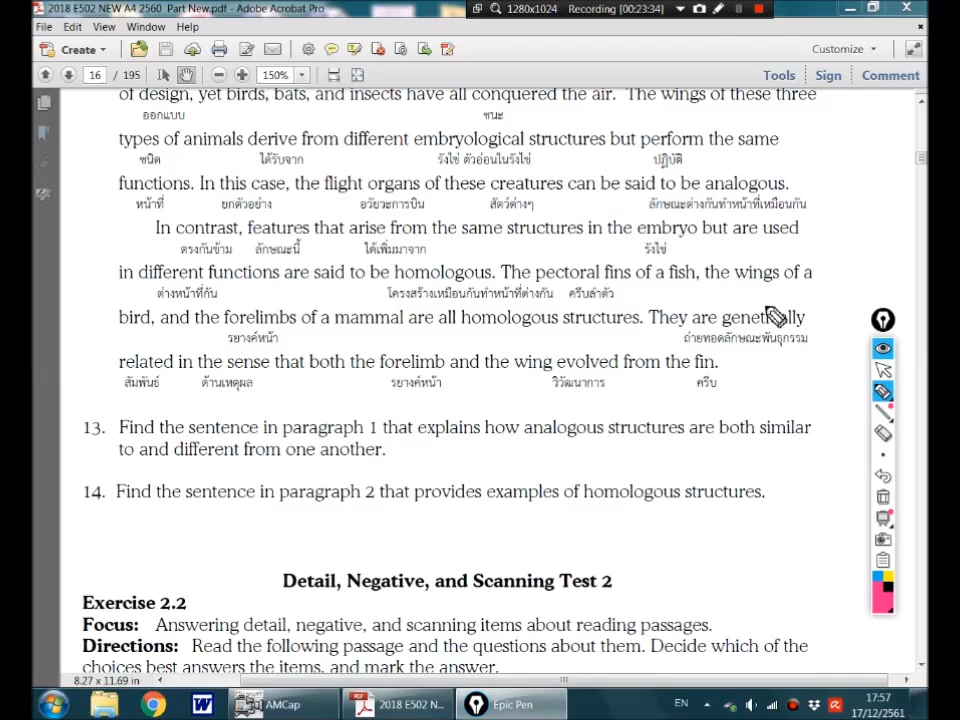 2018 E502 NEW A4 2560 Part New.pdf - Adobe Acrobat Pro
1280x1024 Recording [00:23:34]
File Edit View Window Help
Create Customize
16 / 195 150% Tools Sign Comment
of design, yet birds, bats, and insects have all conquered the air. The wings of these three
ออกแบบ ชนะ
types of animals derive from different embryological structures but perform the same
ชนิด ได้รับจาก รังไข่ ตัวอ่อนในรังไข่ ปฏิบัติ
functions. In this case, the flight organs of these creatures can be said to be analogous.
หน้าที่ ยกตัวอย่าง อวัยวะการบิน สัตว์ต่างๆ ลักษณะต่างกันทำหน้าที่เหมือนกัน
In contrast, features that arise from the same structures in the embryo but are used
ตรงกันข้าม ลักษณะนี้ ได้เพิ่มมาจาก รังไข่
in different functions are said to be homologous. The pectoral fins of a fish, the wings of a
ต่างหน้าที่กัน โครงสร้างเหมือนกันทำหน้าที่ต่างกัน ครีบลำตัว
bird, and the forelimbs of a mammal are all homologous structures. They are genetically
รยางค์หน้า ถ่ายทอดลักษณะพันธุกรรม
related in the sense that both the forelimb and the wing evolved from the fin.
สัมพันธ์ ด้านเหตุผล รยางค์หน้า วิวัฒนาการ ครีบ
13. Find the sentence in paragraph 1 that explains how analogous structures are both similar
to and different from one another.
14. Find the sentence in paragraph 2 that provides examples of homologous structures.
Detail, Negative, and Scanning Test 2
Exercise 2.2
Focus: Answering detail, negative, and scanning items about reading passages.
Directions: Read the following passage and the questions about them. Decide which of the
choices best answers the items, and mark the answer.
8.27 x 11.69 in
AMCap 2018 E502 N... Epic Pen EN 17:57
17/12/2561